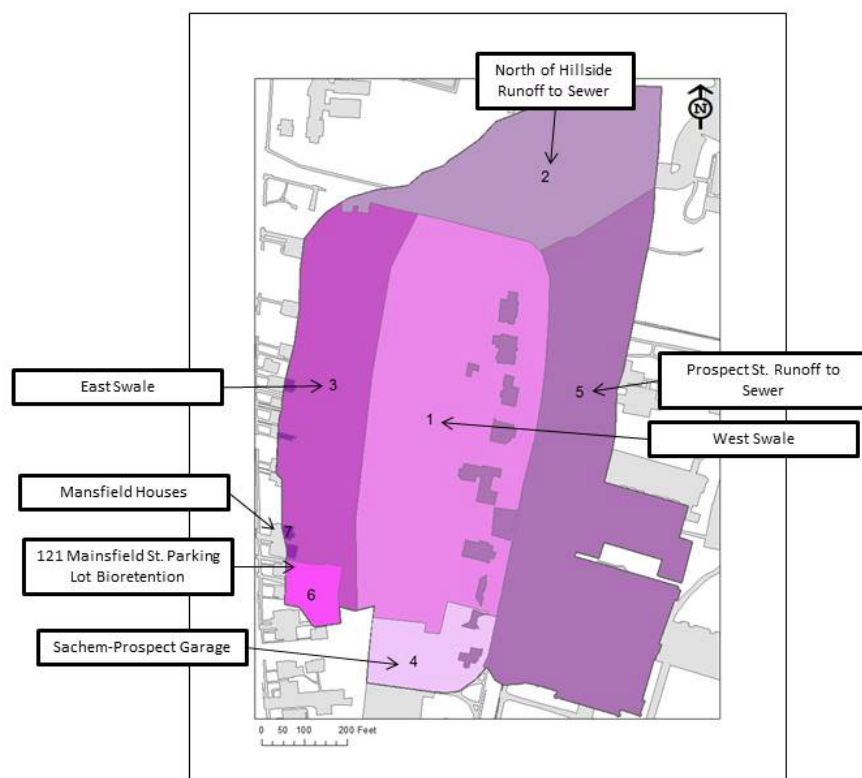 North of Hillside
Runoff to Sewer
N
2
East Swale
3
5
Prospect St. Runoff to
Sewer
1
West Swale
Mansfield Houses
7
121 Mainsfield St. Parking
Lot Bioretention
6
Sachem-Prospect Garage
4
0 50 100 200 Feet